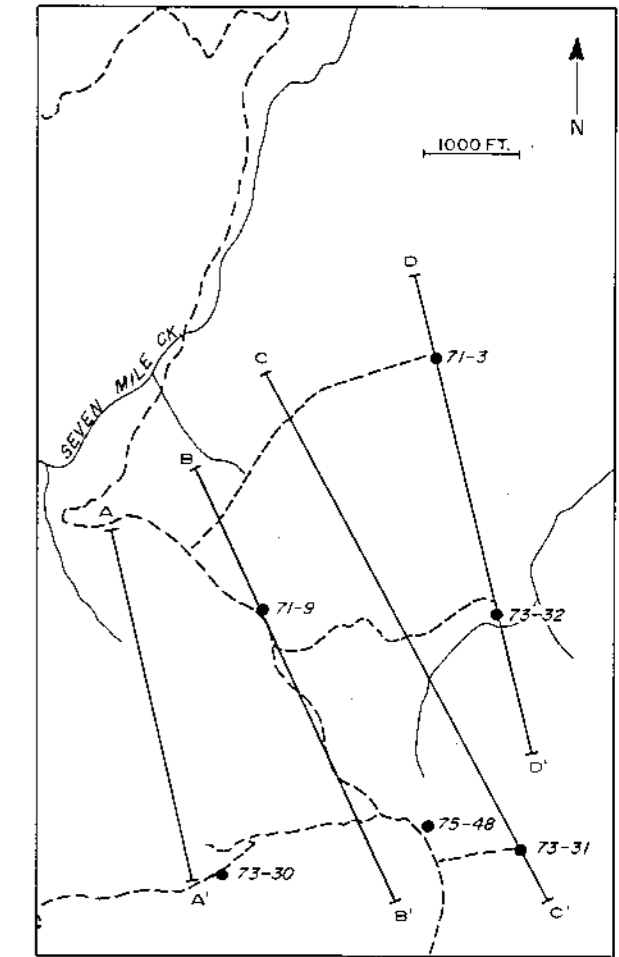 N
1000 FT.
D
71-3
SEVEN MILE CK.
C
B
A
71-9
73-32
D'
75-48
73-31
73-30
A'
B'
C'